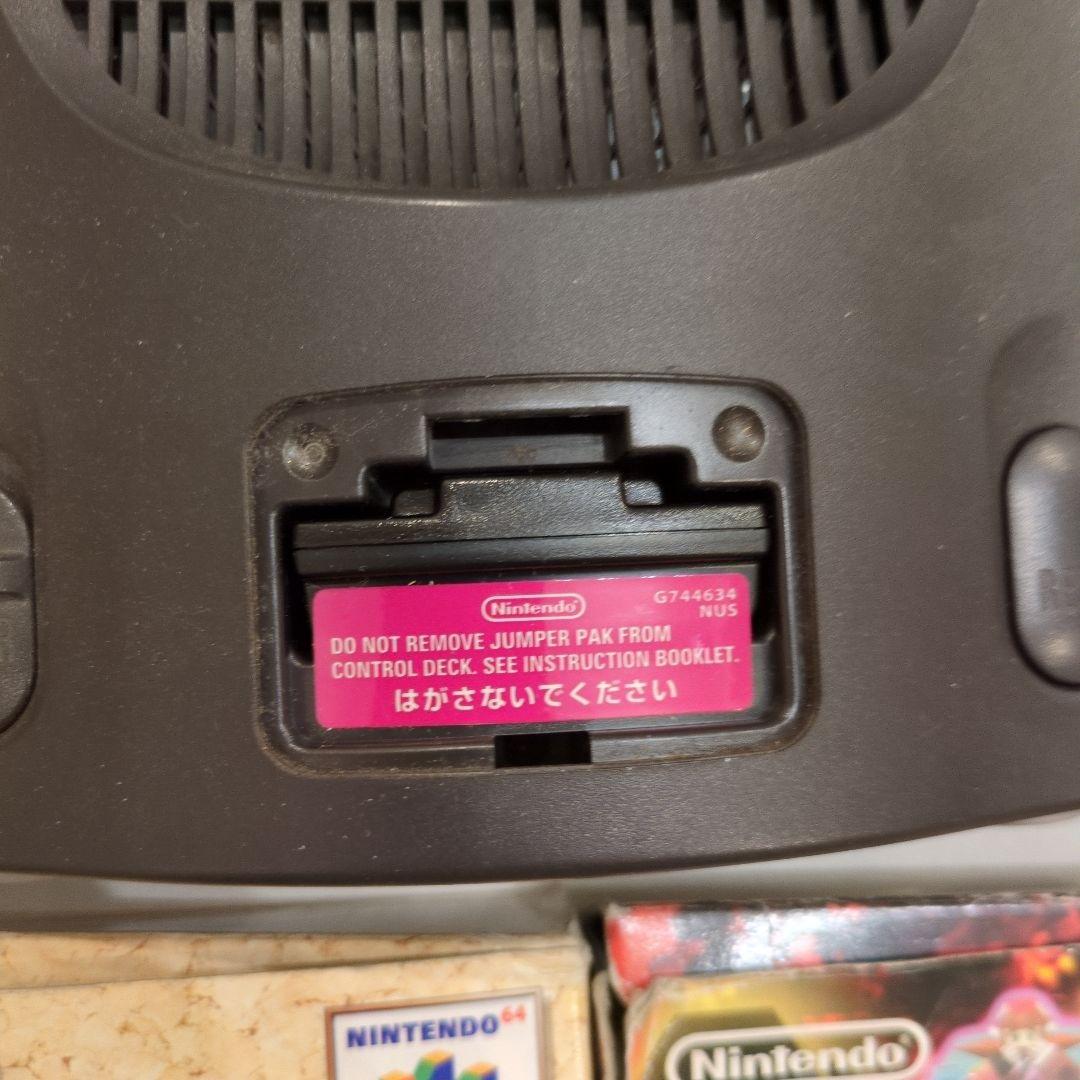 Nintendo
G744634
NUS
DO NOT REMOVE JUMPER PAK FROM
CONTROL DECK. SEE INSTRUCTION BOOKLET.
はがさないでください
NINTENDO64
Nintendo